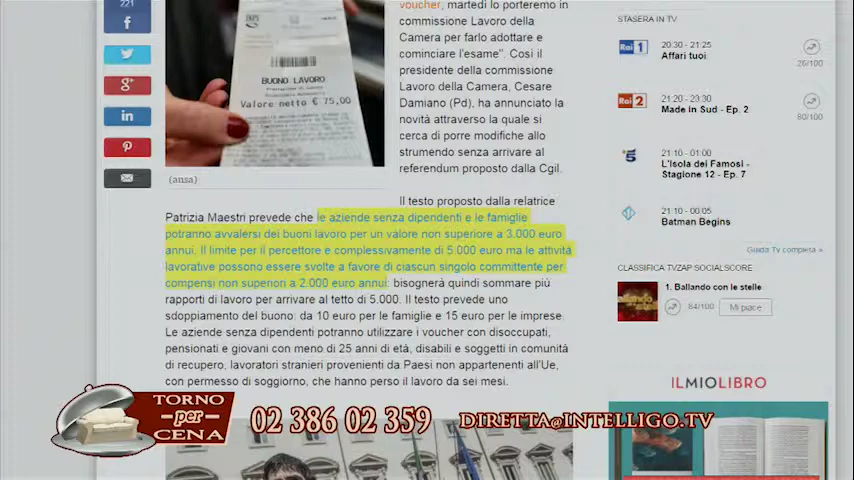 221
voucher, martedì lo porteremo in
commissione Lavoro della
Camera per farlo adottare e
cominciare l'esame". Così il
presidente della commissione
Lavoro della Camera, Cesare
Damiano (Pd), ha annunciato la
novità attraverso la quale si
cerca di porre modifiche allo
strumendo senza arrivare al
referendum proposto dalla Cgil.
BUONO LAVORO
Valore netto € 75,00
(ansa)
Il testo proposto dalla relatrice
Patrizia Maestri prevede che le aziende senza dipendenti e le famiglie
potranno avvalersi dei buoni lavoro per un valore non superiore a 3.000 euro
annui. Il limite per il percettore e complessivamente di 5.000 euro ma le attività
lavorative possono essere svolte a favore di ciascun singolo committente per
compensi non superiori a 2.000 euro annui: bisognerà quindi sommare più
rapporti di lavoro per arrivare al tetto di 5.000. Il testo prevede uno
sdoppiamento del buono: da 10 euro per le famiglie e 15 euro per le imprese.
Le aziende senza dipendenti potranno utilizzare i voucher con disoccupati,
pensionati e giovani con meno di 25 anni di età, disabili e soggetti in comunità
di recupero, lavoratori stranieri provenienti da Paesi non appartenenti all'Ue,
con permesso di soggiorno, che hanno perso il lavoro da sei mesi.
STASERA IN TV
Rai 1
20:30 - 21:25
Affari tuoi
26/100
Rai 2
21:20 - 23:30
Made in Sud - Ep. 2
80/100
5
21:10 - 01:00
L'Isola dei Famosi -
Stagione 12 - Ep. 7
21:10 - 00:05
Batman Begins
Guida Tv completa »
CLASSIFICA TVZAP SOCIALSCORE
1. Ballando con le stelle
84/100
Mi piace
ILMIOLIBRO
TORNO
per
CENA
02 386 02 359
DIRETTA@INTELLIGO.TV